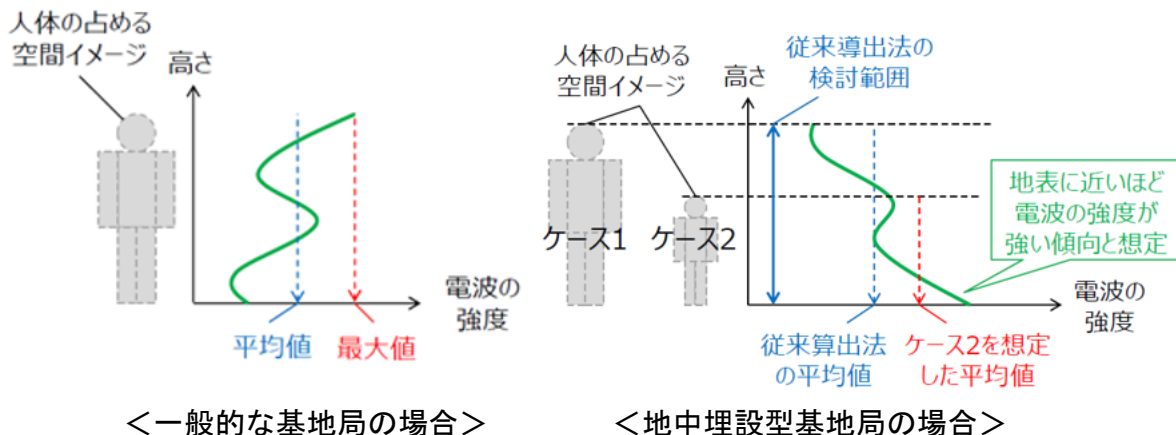 人体の占める
空間イメージ
高さ
電波の
強度
平均値
最大値
＜一般的な基地局の場合＞
人体の占める
空間イメージ
従来導出法の
検討範囲
高さ
ケース1
ケース2
地表に近いほど
電波の強度が
強い傾向と想定
電波の
強度
従来算出法
の平均値
ケース2を想定
した平均値
＜地中埋設型基地局の場合＞